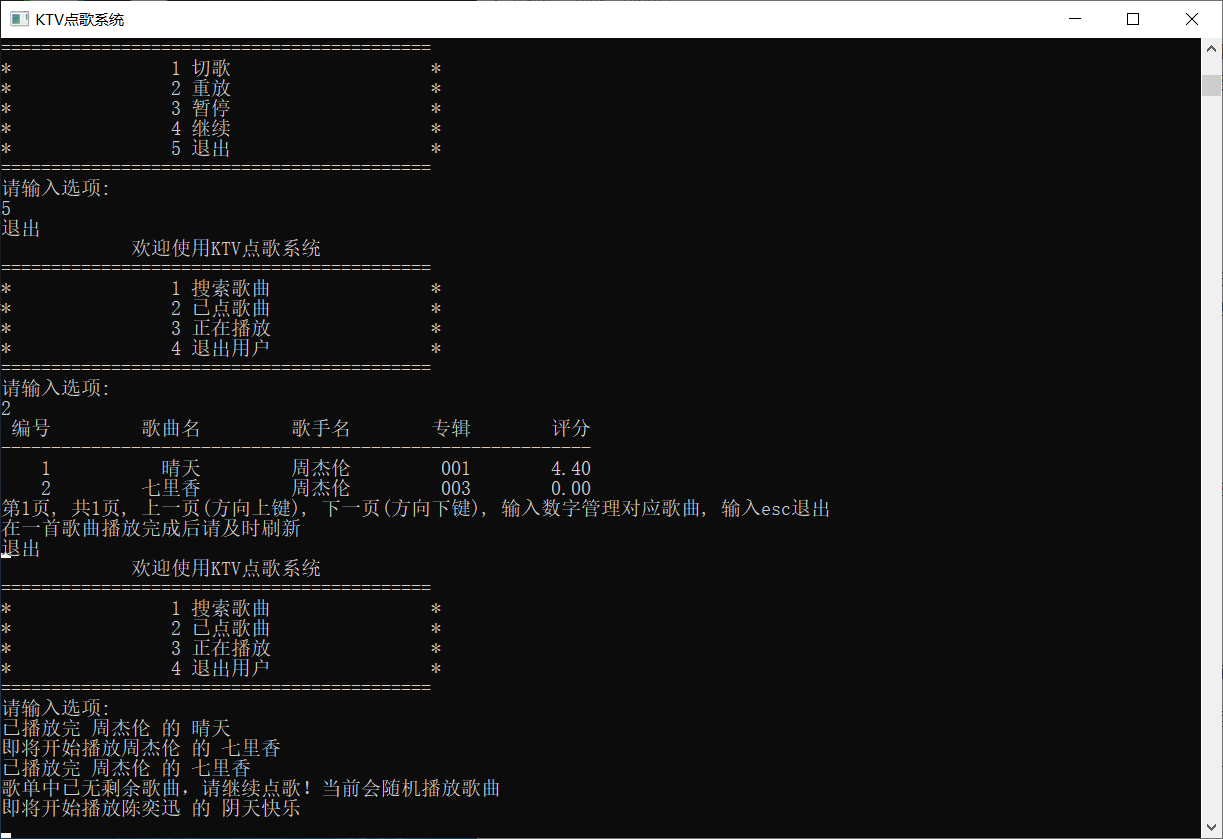 KTV点歌系统
===========================================
* 1 切歌 *
* 2 重放 *
* 3 暂停 *
* 4 继续 *
* 5 退出 *
===========================================
请输入选项:
5
退出
欢迎使用KTV点歌系统
===========================================
* 1 搜索歌曲 *
* 2 已点歌曲 *
* 3 正在播放 *
* 4 退出用户 *
===========================================
请输入选项:
2
编号 歌曲名 歌手名 专辑 评分
-----------------------------------------------------------
1 晴天 周杰伦 001 4.40
2 七里香 周杰伦 003 0.00
第1页, 共1页, 上一页(方向上键), 下一页(方向下键), 输入数字管理对应歌曲, 输入esc退出
在一首歌曲播放完成后请及时刷新
退出
欢迎使用KTV点歌系统
===========================================
* 1 搜索歌曲 *
* 2 已点歌曲 *
* 3 正在播放 *
* 4 退出用户 *
===========================================
请输入选项:
已播放完 周杰伦 的 晴天
即将开始播放周杰伦 的 七里香
已播放完 周杰伦 的 七里香
歌单中已无剩余歌曲，请继续点歌！当前会随机播放歌曲
即将开始播放陈奕迅 的 阴天快乐